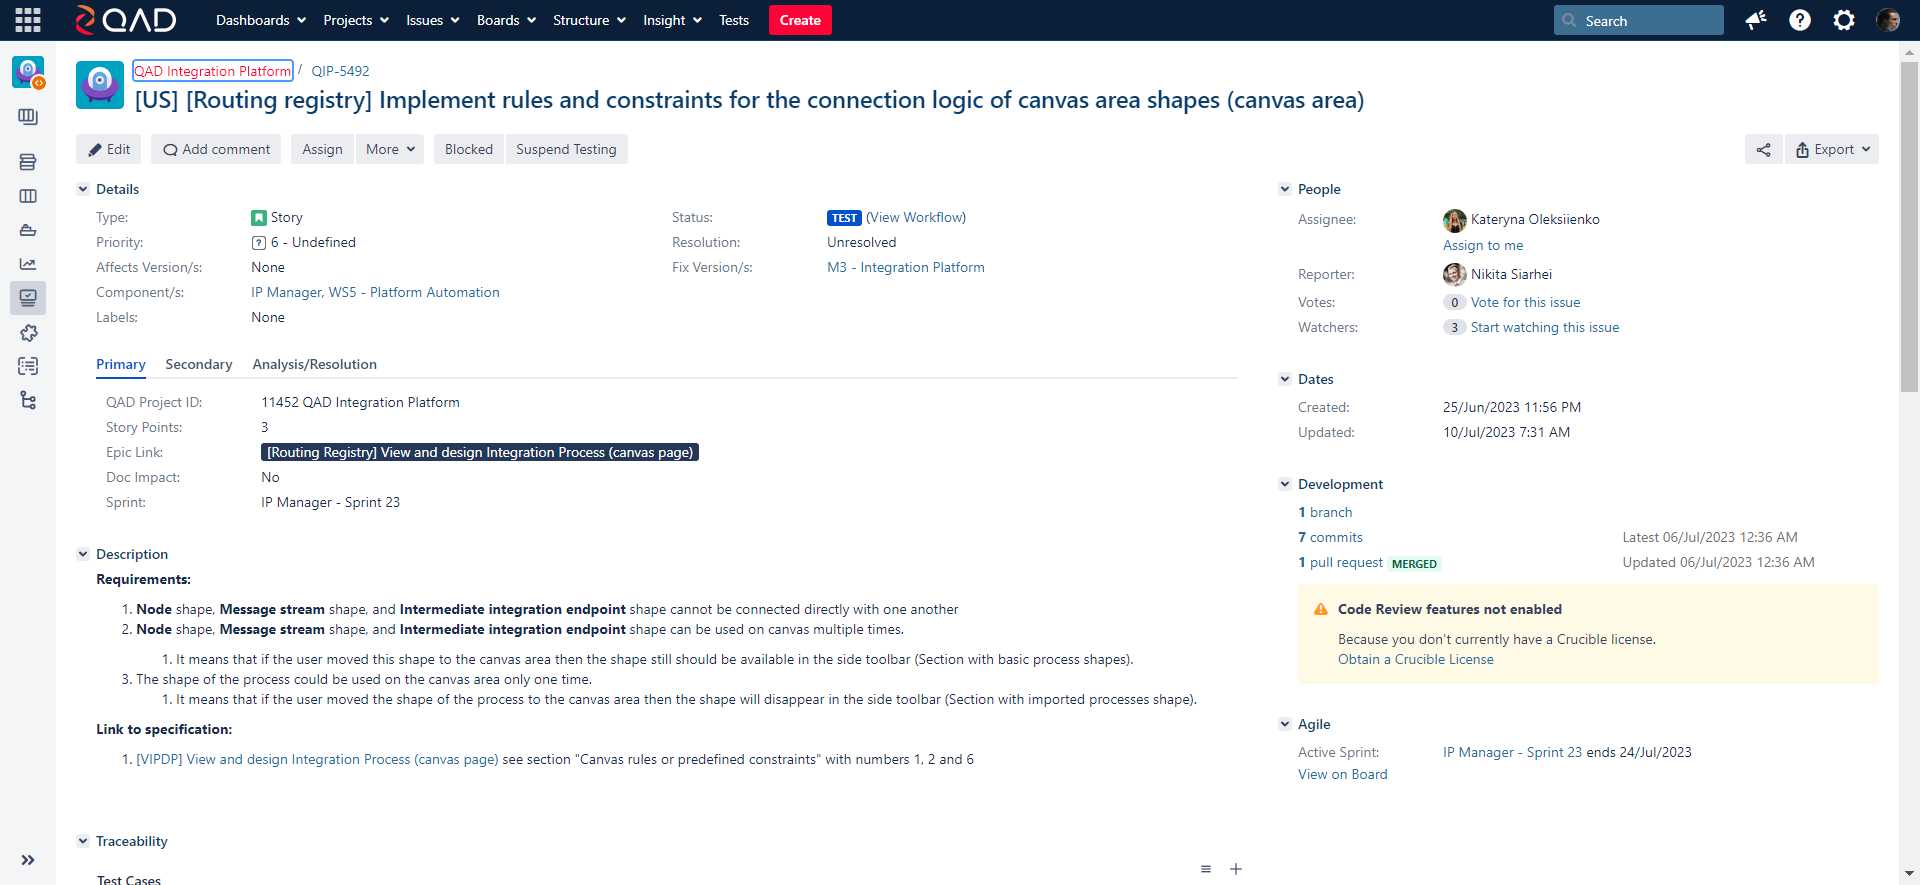 QAD Dashboards Projects Issues Boards Structure Insight Tests Create Search
QAD Integration Platform / QIP-5492
[US] [Routing registry] Implement rules and constraints for the connection logic of canvas area shapes (canvas area)
Edit Add comment Assign More Blocked Suspend Testing Export
Details
Type: Story
Status: TEST (View Workflow)
Priority: 6 - Undefined
Resolution: Unresolved
Affects Version/s: None
Fix Version/s: M3 - Integration Platform
Component/s: IP Manager, WS5 - Platform Automation
Labels: None
Primary Secondary Analysis/Resolution
QAD Project ID: 11452 QAD Integration Platform
Story Points: 3
Epic Link: [Routing Registry] View and design Integration Process (canvas page)
Doc Impact: No
Sprint: IP Manager - Sprint 23
Description
Requirements:
1. Node shape, Message stream shape, and Intermediate integration endpoint shape cannot be connected directly with one another
2. Node shape, Message stream shape, and Intermediate integration endpoint shape can be used on canvas multiple times.
1. It means that if the user moved this shape to the canvas area then the shape still should be available in the side toolbar (Section with basic process shapes).
3. The shape of the process could be used on the canvas area only one time.
1. It means that if the user moved the shape of the process to the canvas area then the shape will disappear in the side toolbar (Section with imported processes shape).
Link to specification:
1. [VIPDP] View and design Integration Process (canvas page) see section "Canvas rules or predefined constraints" with numbers 1, 2 and 6
Traceability
Test Cases
People
Assignee: Kateryna Oleksiienko
Assign to me
Reporter: Nikita Siarhei
Votes: 0 Vote for this issue
Watchers: 3 Start watching this issue
Dates
Created: 25/Jun/2023 11:56 PM
Updated: 10/Jul/2023 7:31 AM
Development
1 branch
7 commits Latest 06/Jul/2023 12:36 AM
1 pull request MERGED Updated 06/Jul/2023 12:36 AM
Code Review features not enabled
Because you don't currently have a Crucible license.
Obtain a Crucible License
Agile
Active Sprint: IP Manager - Sprint 23 ends 24/Jul/2023
View on Board